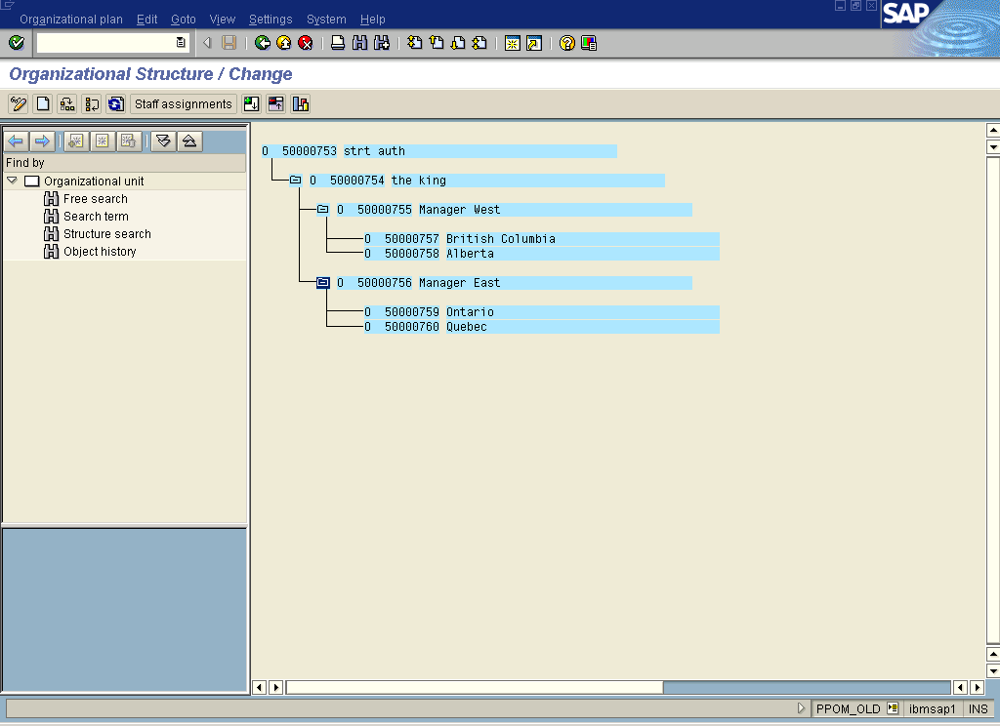 Organizational plan Edit Goto View Settings System Help
SAP
Organizational Structure / Change
Staff assignments
Find by
Organizational unit
Free search
Search term
Structure search
Object history
O 50000753 strt auth
O 50000754 the king
O 50000755 Manager West
O 50000757 British Columbia
O 50000758 Alberta
O 50000756 Manager East
O 50000759 Ontario
O 50000760 Quebec
PPOM_OLD ibmsap1 INS